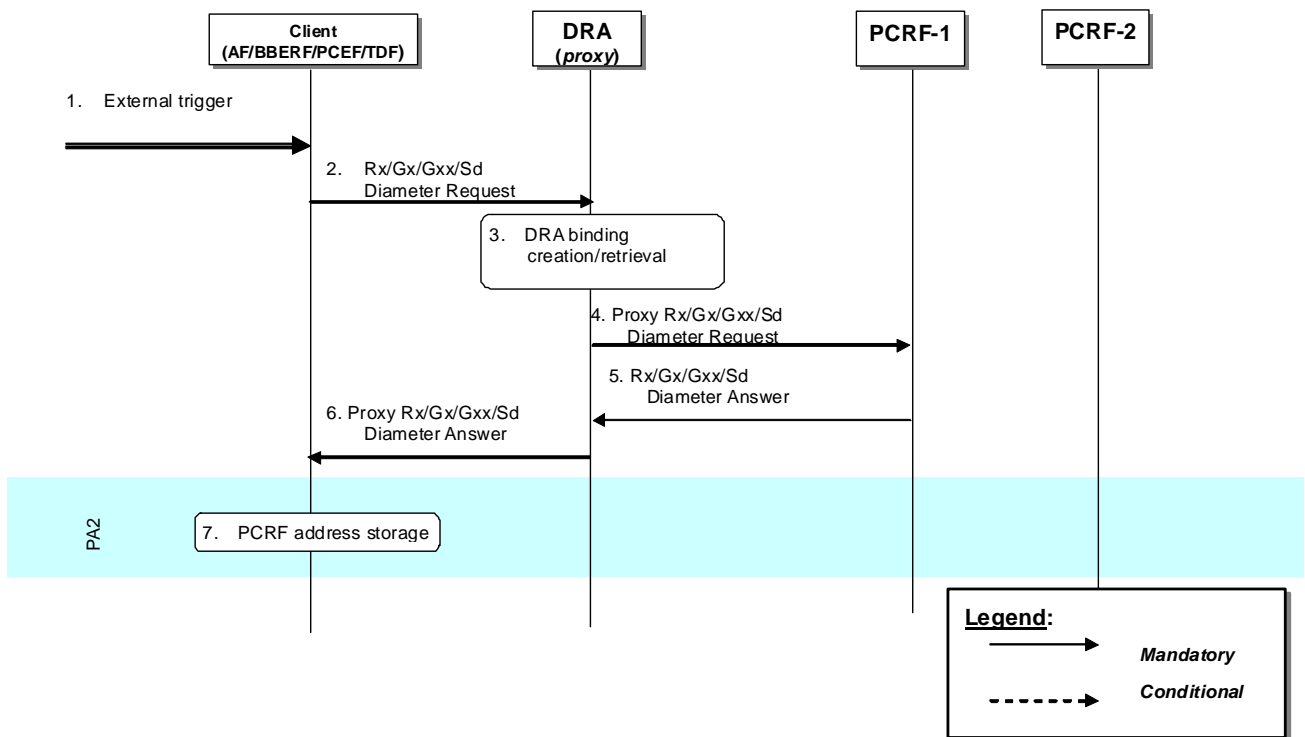 Client
(AF/BBERF/PCEF/TDF)
DRA
(proxy)
PCRF-1
PCRF-2
1. External trigger
2. Rx/Gx/Gxx/Sd
Diameter Request
3. DRA binding
creation/retrieval
4. Proxy Rx/Gx/Gxx/Sd
Diameter Request
5. Rx/Gx/Gxx/Sd
Diameter Answer
6. Proxy Rx/Gx/Gxx/Sd
Diameter Answer
PA2
7. PCRF address storage
Legend:
Mandatory
Conditional